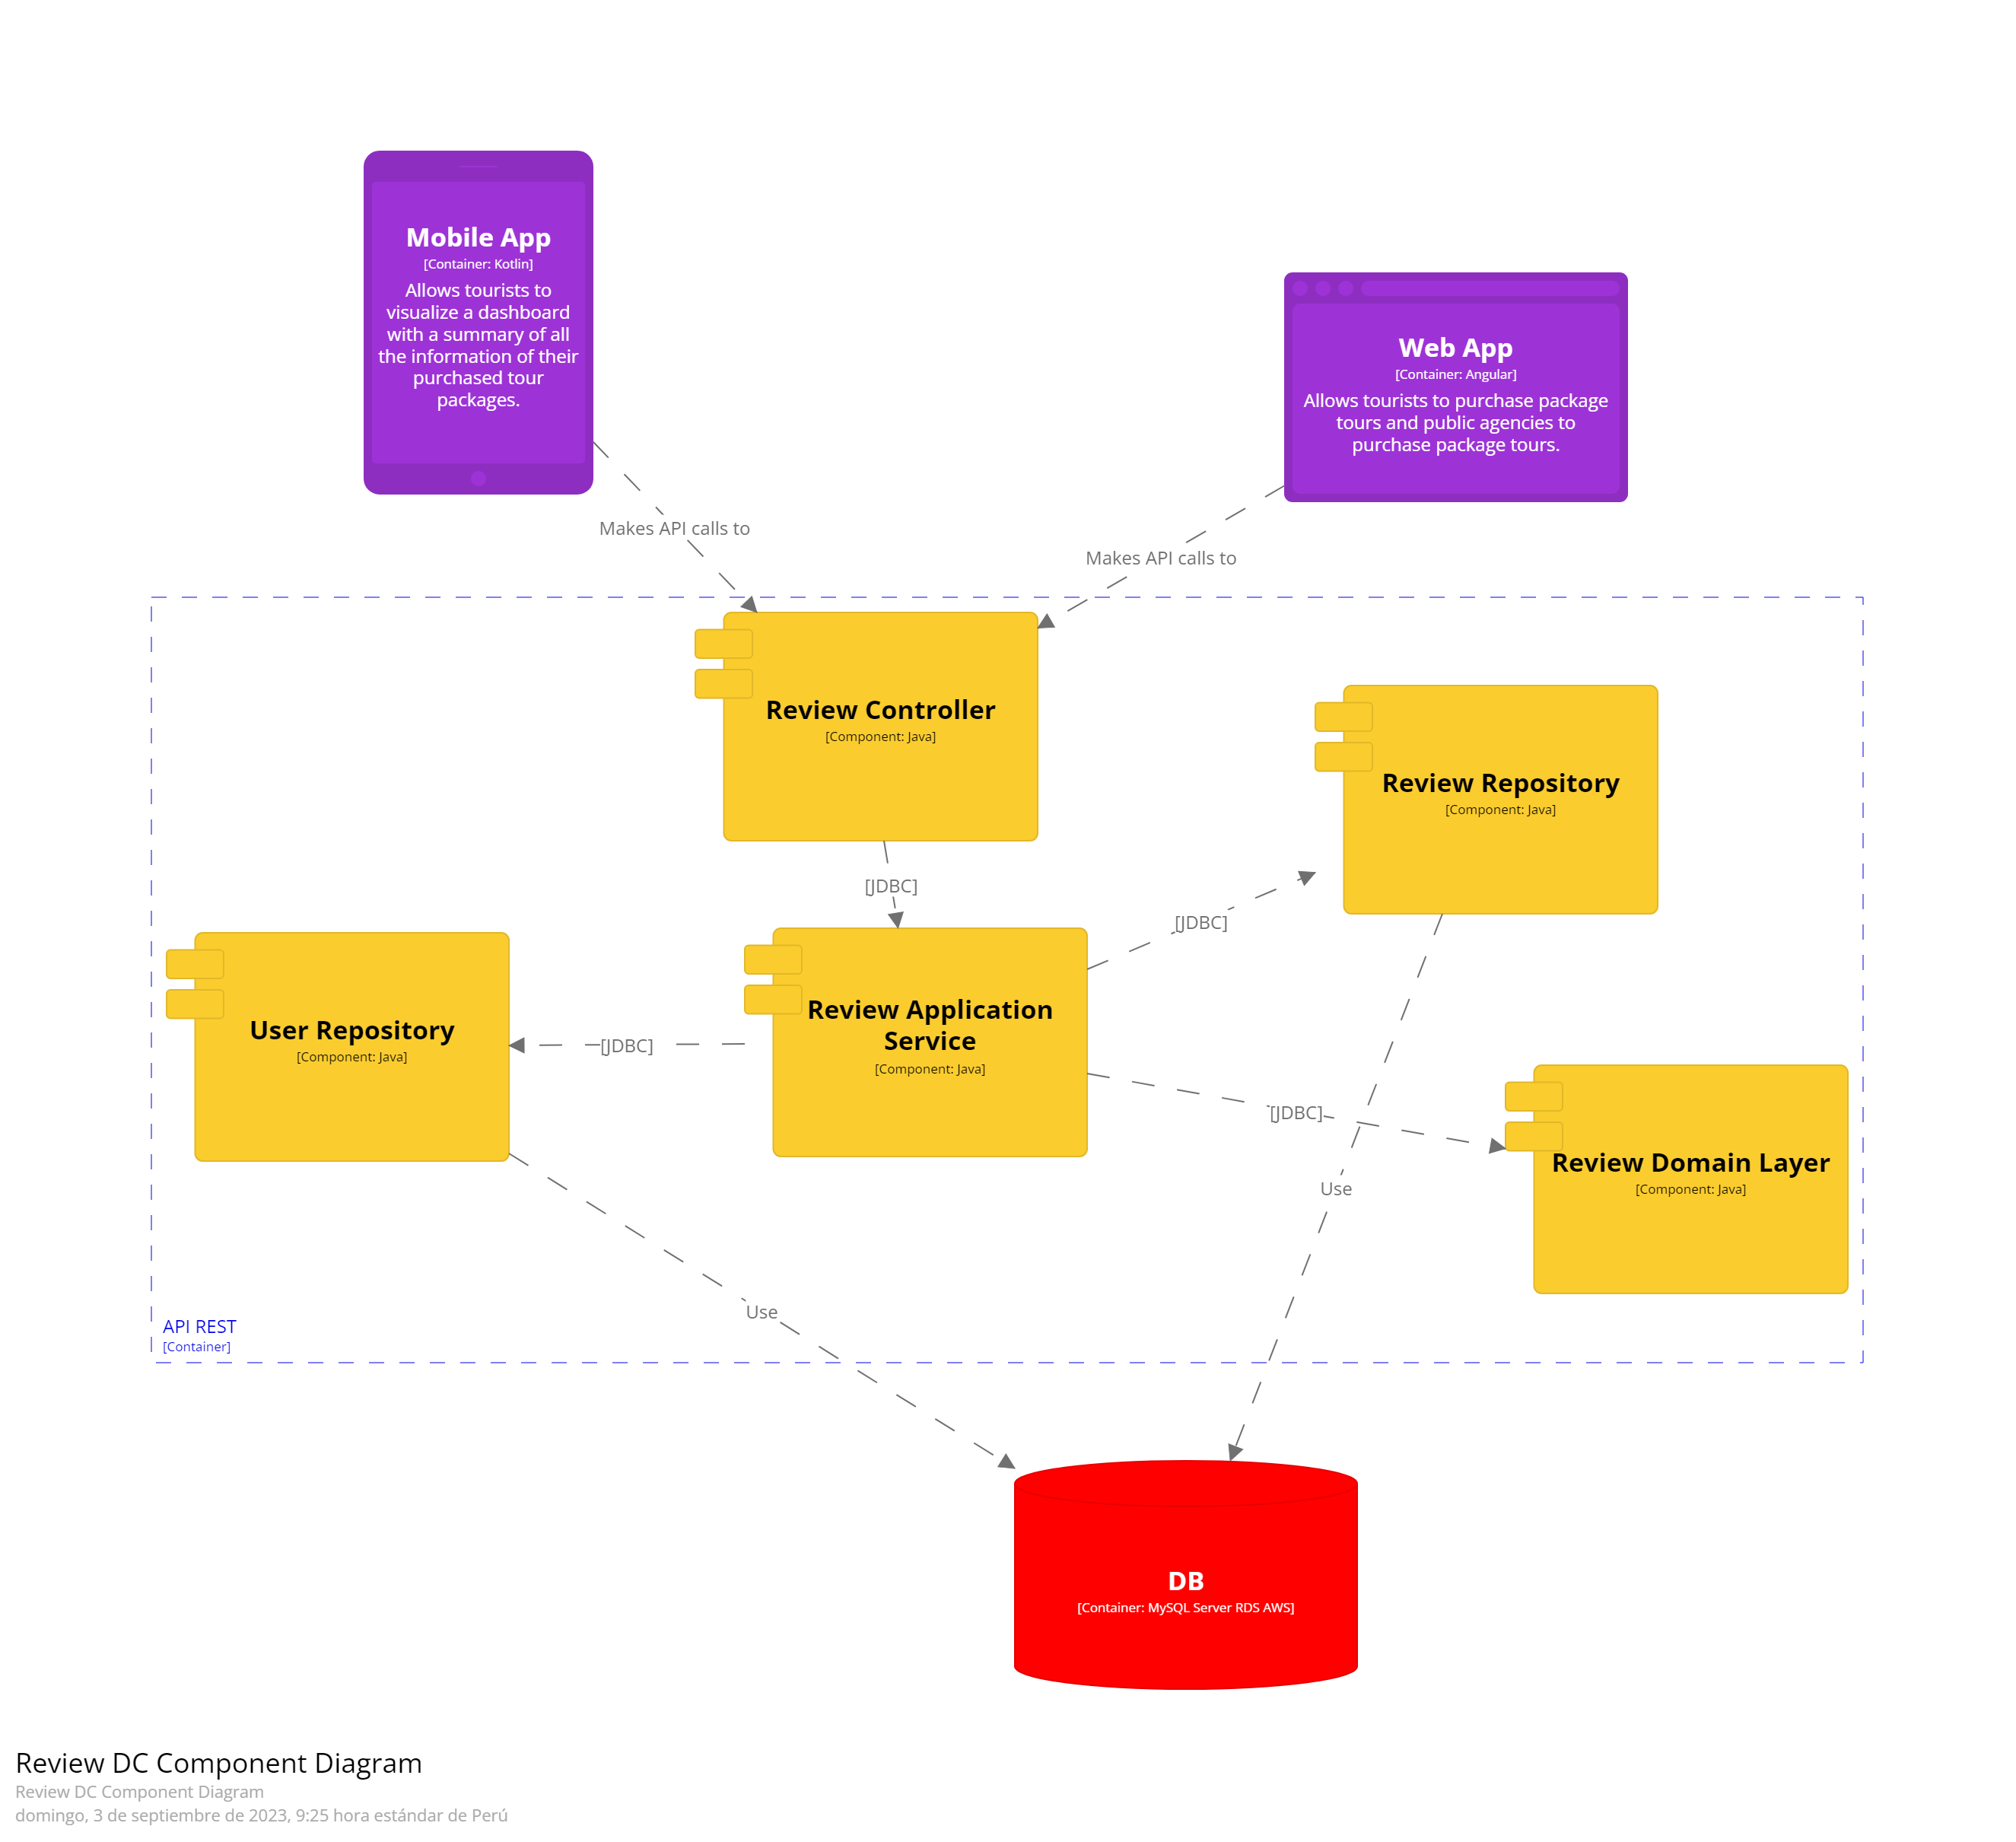 Mobile App
[Container: Kotlin]
Allows tourists to
visualize a dashboard
with a summary of all
the information of their
purchased tour
packages.
Web App
[Container: Angular]
Allows tourists to purchase package
tours and public agencies to
purchase package tours.
Makes API calls to
Makes API calls to
Review Controller
[Component: Java]
Review Repository
[Component: Java]
[JDBC]
[JDBC]
User Repository
[Component: Java]
[JDBC]
Review Application
Service
[Component: Java]
[JDBC]
Review Domain Layer
[Component: Java]
Use
Use
API REST
[Container]
DB
[Container: MySQL Server RDS AWS]
Review DC Component Diagram
Review DC Component Diagram
domingo, 3 de septiembre de 2023, 9:25 hora estándar de Perú